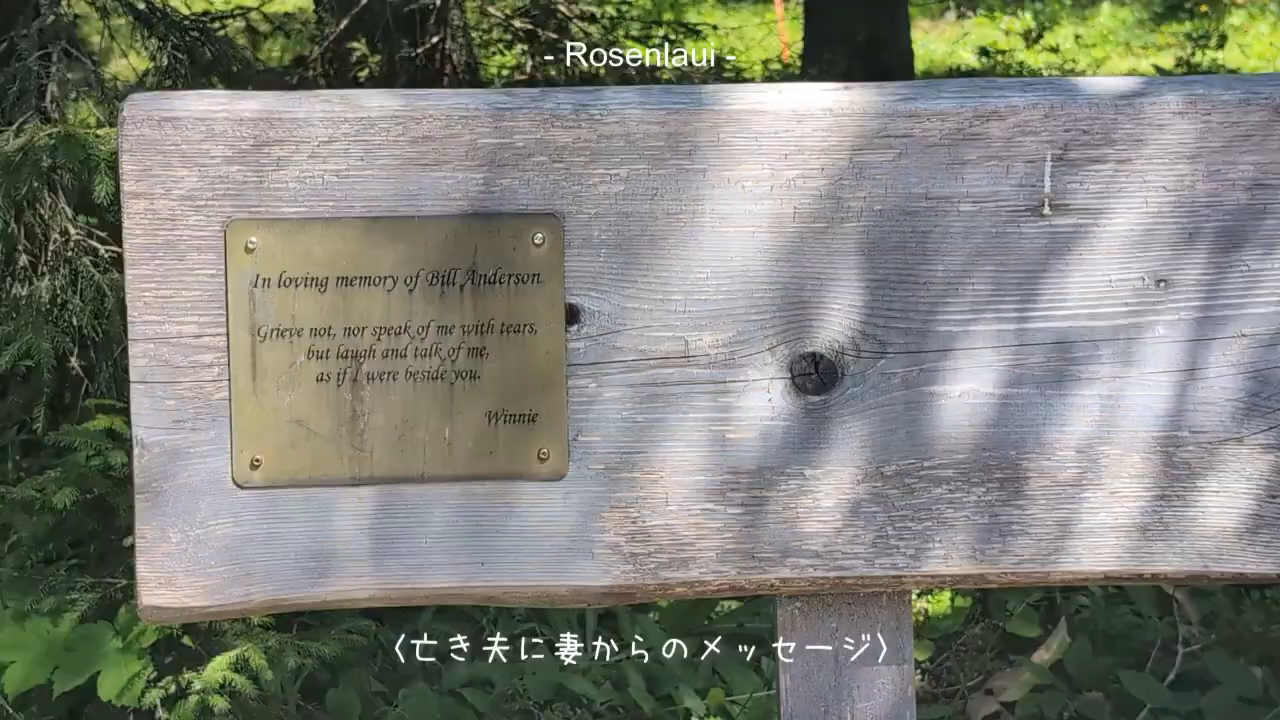 - Rosenlaui -
In loving memory of Bill Anderson
Grieve not, nor speak of me with tears,
but laugh and talk of me,
as if I were beside you.
Winnie
〈亡き夫に妻からのメッセージ〉